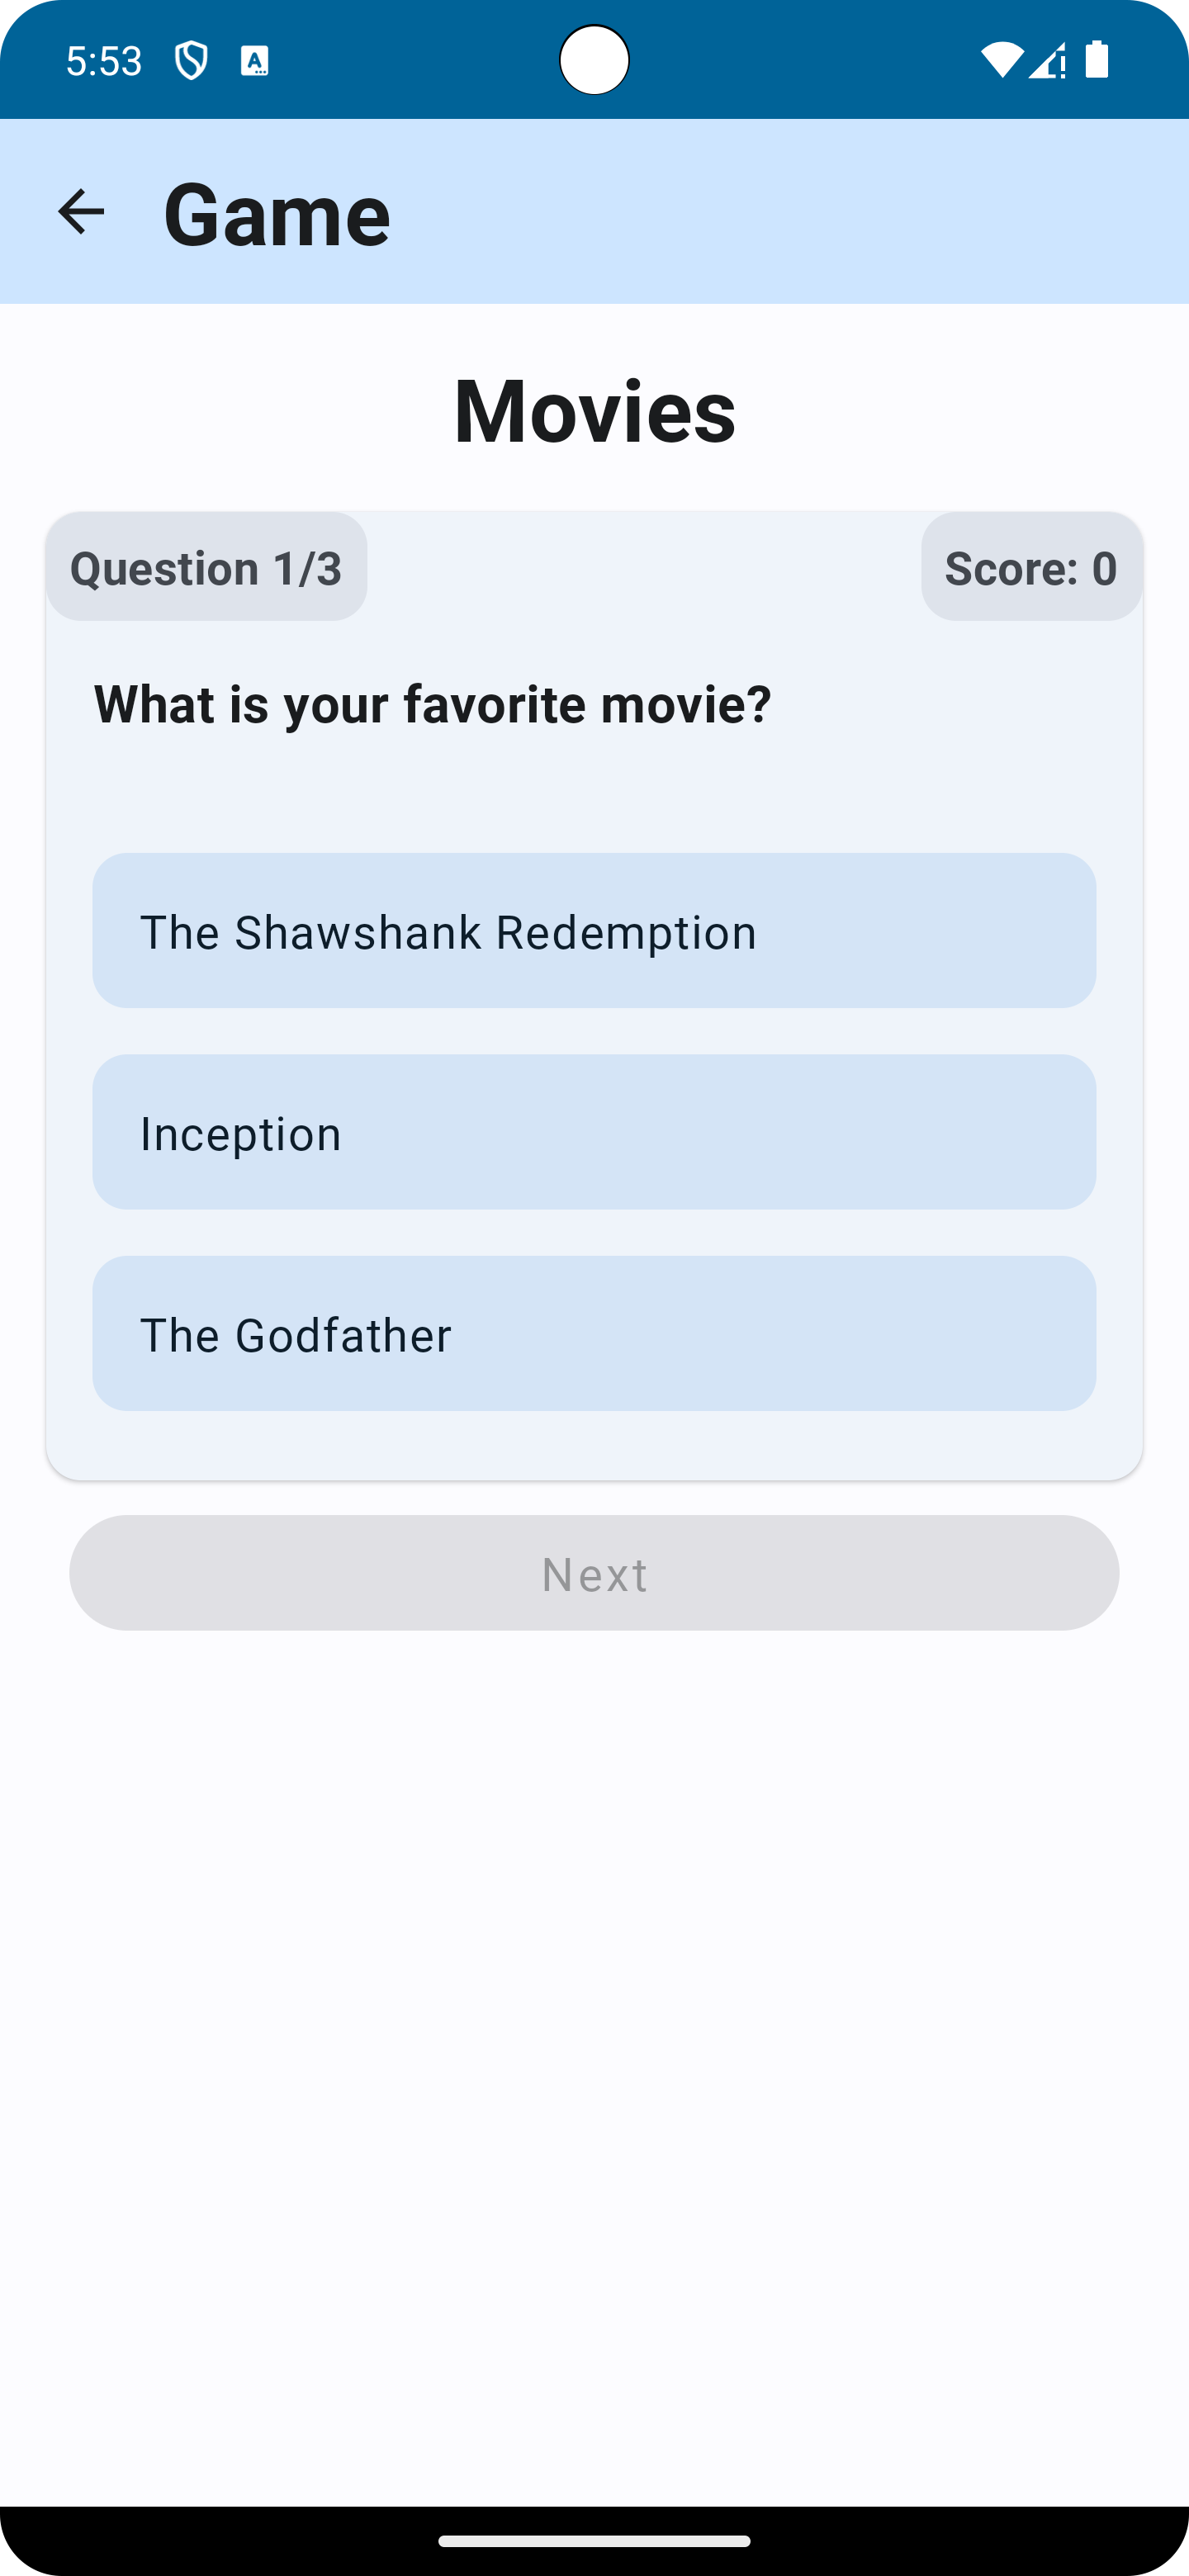 5:53
Game
Movies
Question 1/3
Score: 0
What is your favorite movie?
The Shawshank Redemption
Inception
The Godfather
Next